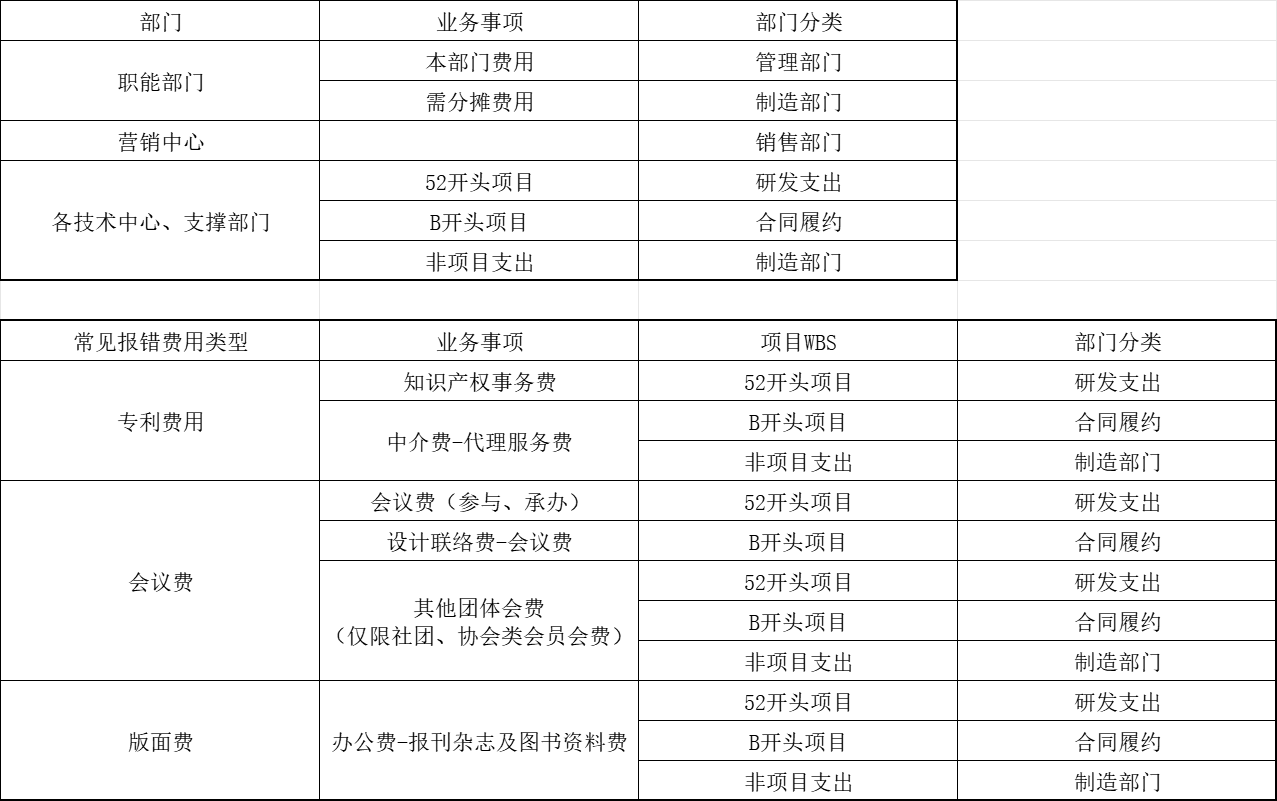 部门 业务事项 部门分类
职能部门 本部门费用 管理部门
需分摊费用 制造部门
营销中心 销售部门
各技术中心、支撑部门 52开头项目 研发支出
B开头项目 合同履约
非项目支出 制造部门
常见报错费用类型 业务事项 项目WBS 部门分类
专利费用 知识产权事务费 52开头项目 研发支出
中介费-代理服务费 B开头项目 合同履约
非项目支出 制造部门
会议费 会议费（参与、承办） 52开头项目 研发支出
设计联络费-会议费 B开头项目 合同履约
其他团体会费
（仅限社团、协会类会员会费） 52开头项目 研发支出
B开头项目 合同履约
非项目支出 制造部门
版面费 办公费-报刊杂志及图书资料费 52开头项目 研发支出
B开头项目 合同履约
非项目支出 制造部门